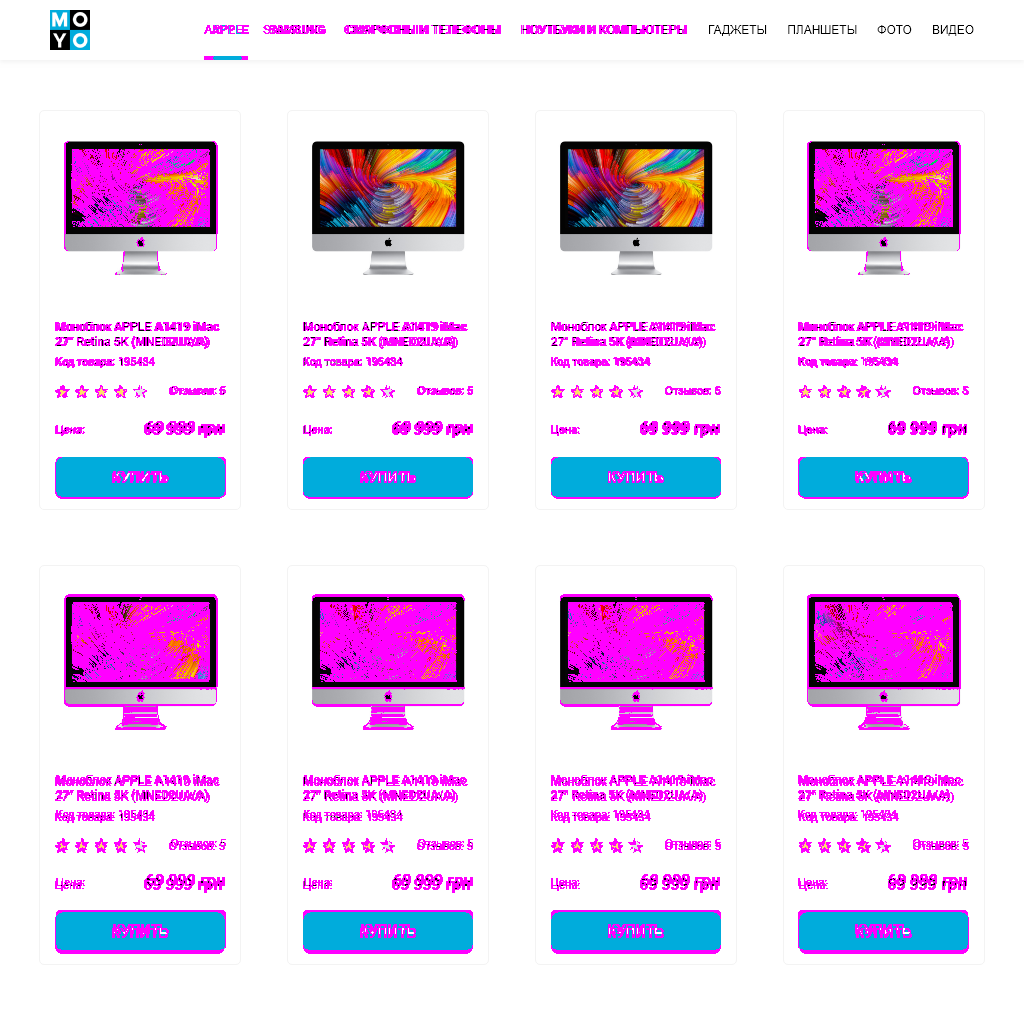 MOYO
APPLE SAMSUNG СМАРТФОНЫ И ТЕЛЕФОНЫ НОУТБУКИ И КОМПЬЮТЕРЫ ГАДЖЕТЫ ПЛАНШЕТЫ ФОТО ВИДЕО
Моноблок APPLE A1419 iMac
27" Retina 5K (MNED2UA/A)
Код товара: 195434
Отзывов: 5
Цена: 69 999 грн
КУПИТЬ
Моноблок APPLE A1419 iMac
27" Retina 5K (MNED2UA/A)
Код товара: 195434
Отзывов: 5
Цена: 69 999 грн
КУПИТЬ
Моноблок APPLE A1419 iMac
27" Retina 5K (MNED2UA/A)
Код товара: 195434
Отзывов: 5
Цена: 69 999 грн
КУПИТЬ
Моноблок APPLE A1419 iMac
27" Retina 5K (MNED2UA/A)
Код товара: 195434
Отзывов: 5
Цена: 69 999 грн
КУПИТЬ
Моноблок APPLE A1419 iMac
27" Retina 5K (MNED2UA/A)
Код товара: 195434
Отзывов: 5
Цена: 69 999 грн
КУПИТЬ
Моноблок APPLE A1419 iMac
27" Retina 5K (MNED2UA/A)
Код товара: 195434
Отзывов: 5
Цена: 69 999 грн
КУПИТЬ
Моноблок APPLE A1419 iMac
27" Retina 5K (MNED2UA/A)
Код товара: 195434
Отзывов: 5
Цена: 69 999 грн
КУПИТЬ
Моноблок APPLE A1419 iMac
27" Retina 5K (MNED2UA/A)
Код товара: 195434
Отзывов: 5
Цена: 69 999 грн
КУПИТЬ